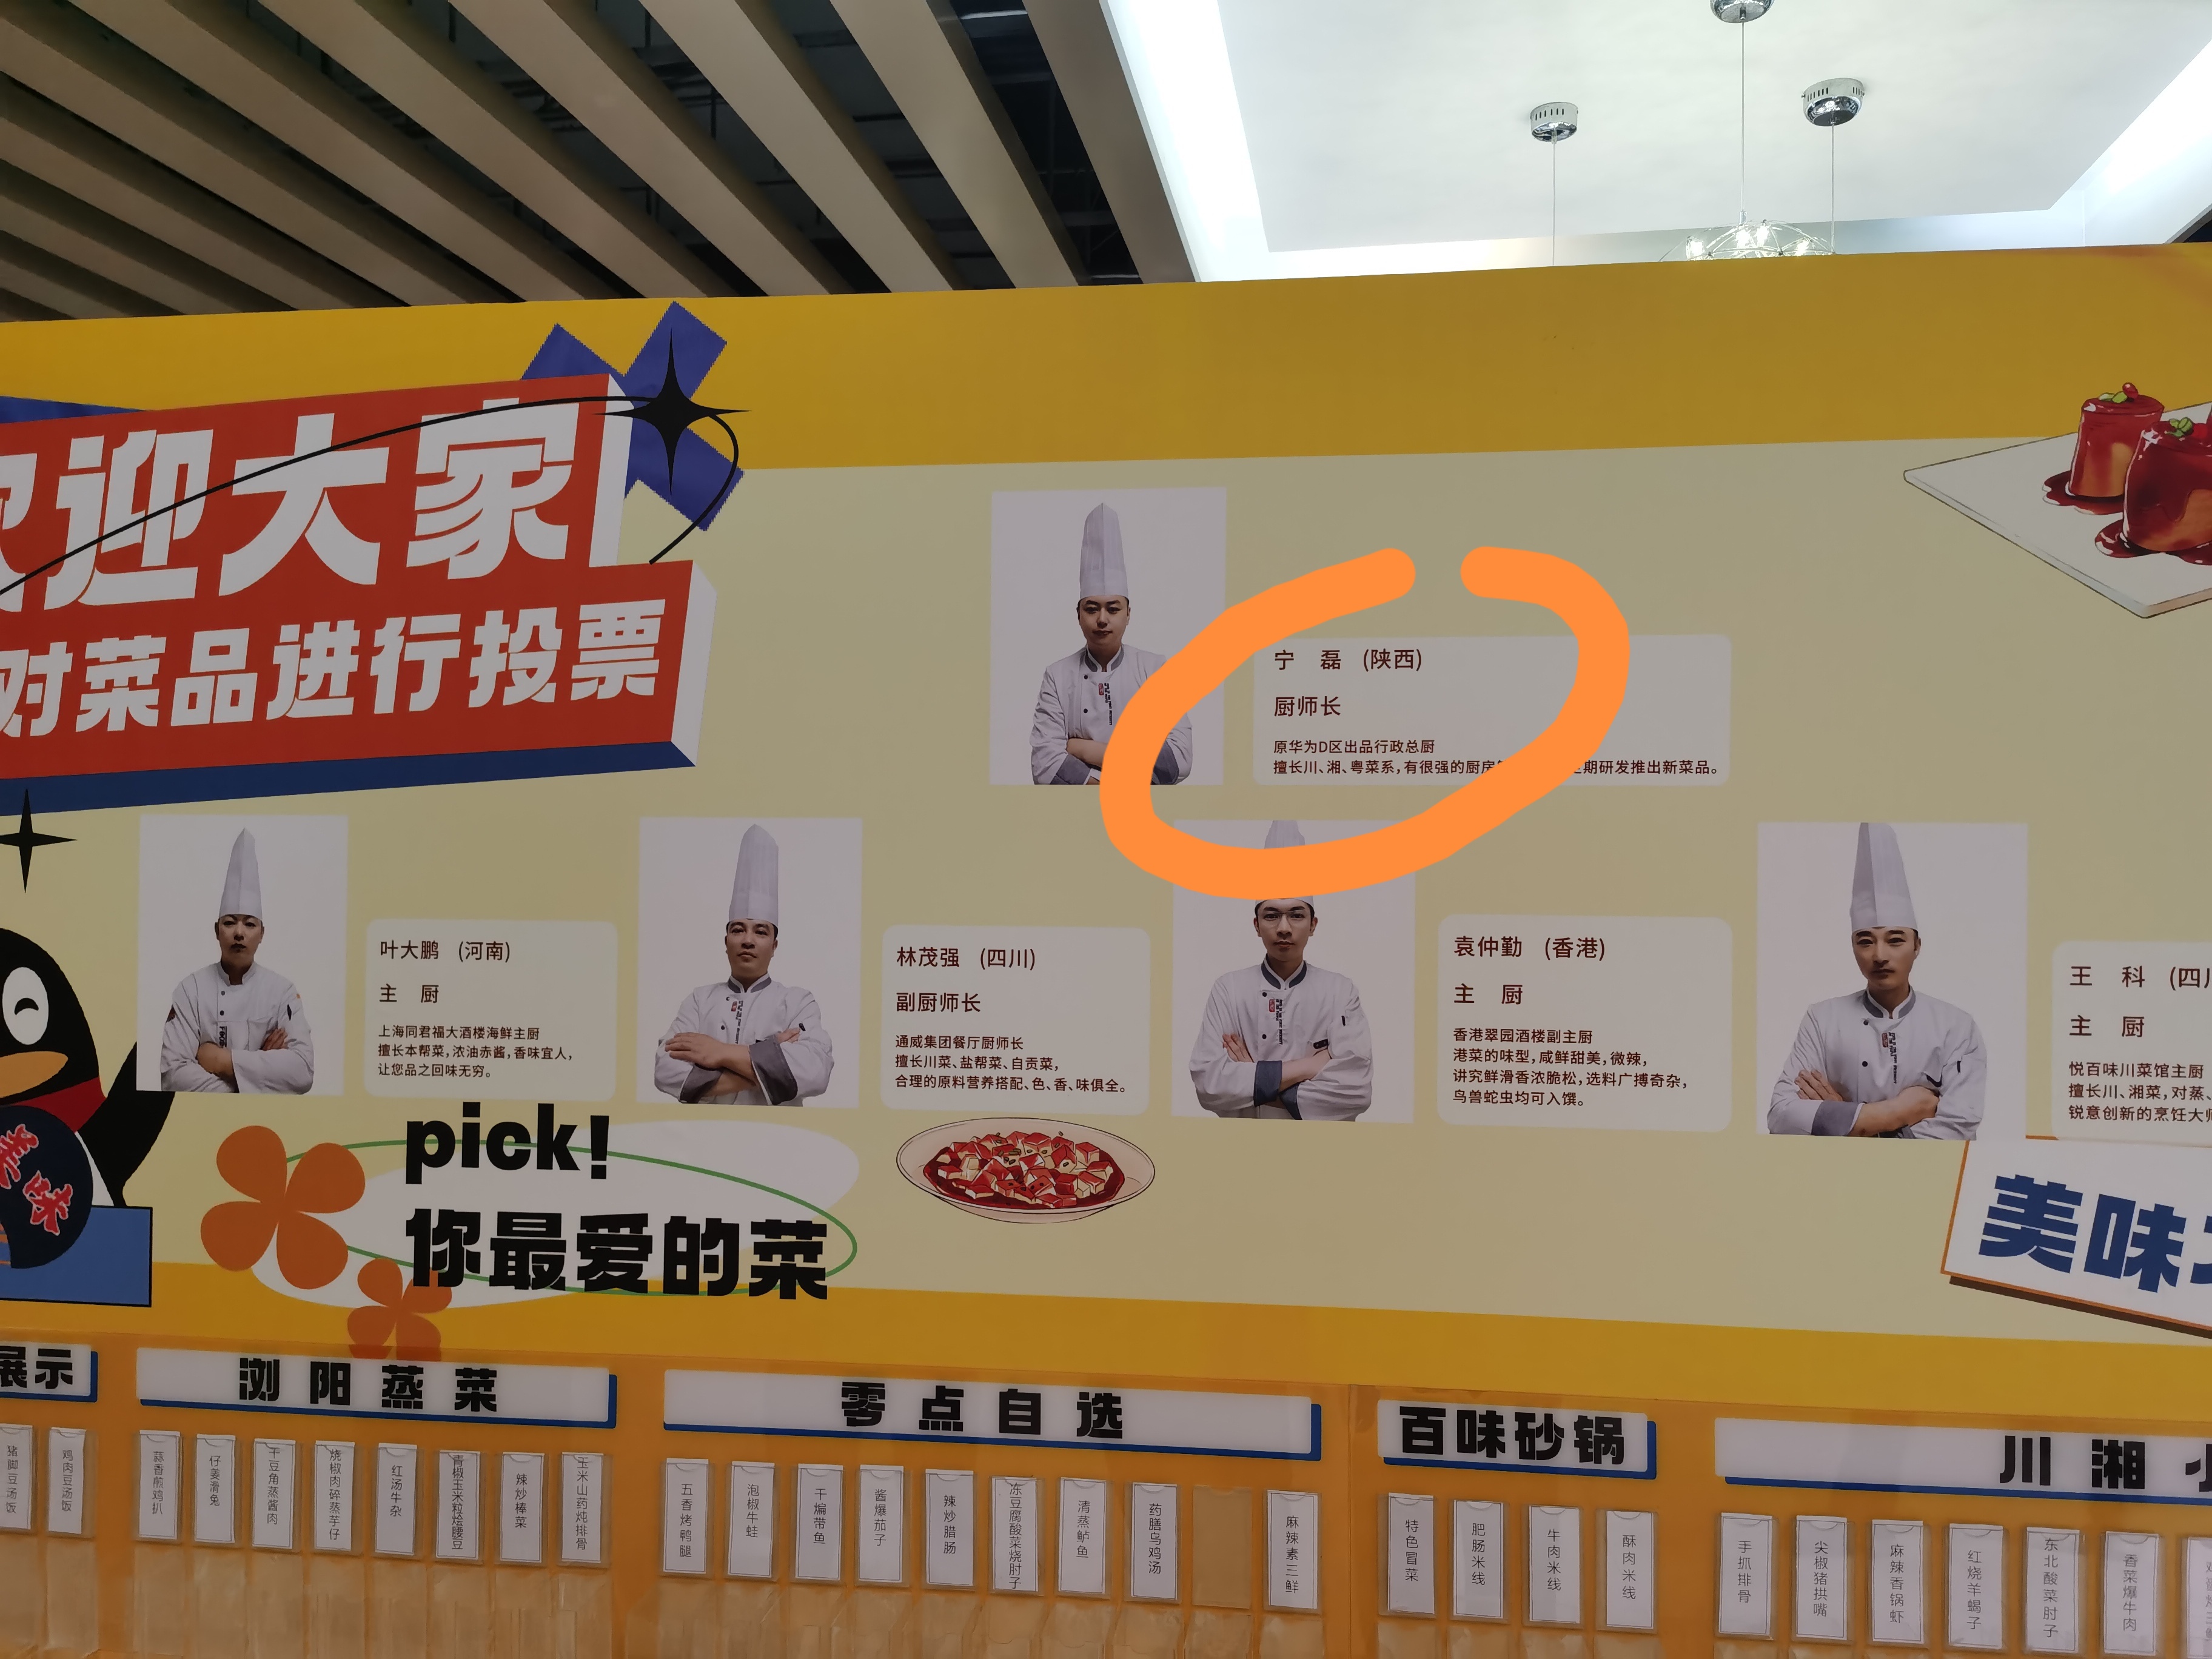 欢迎大家
对菜品进行投票
宁 磊 (陕西)
厨师长
原华为D区出品行政总厨
擅长川、湘、粤菜系，有很强的厨房 期研发推出新菜品。
叶大鹏 (河南)
主 厨
上海同君福大酒楼海鲜主厨
擅长本帮菜，浓油赤酱，香味宜人，
让您品之回味无穷。
林茂强 (四川)
副厨师长
通威集团餐厅厨师长
擅长川菜、盐帮菜、自贡菜，
合理的原料营养搭配、色、香、味俱全。
袁仲勤 (香港)
主 厨
香港翠园酒楼副主厨
港菜的味型，咸鲜甜美，微辣，
讲究鲜滑香浓脆松，选料广搏奇杂，
鸟兽蛇虫均可入馔。
王 科 (四川
主 厨
悦百味川菜馆主厨
擅长川、湘菜，对蒸、
锐意创新的烹饪大师
美味
pick!
你最爱的菜
美味
展示
猪脚豆汤饭
鸡肉豆汤饭
浏阳蒸菜
蒜香煎鸡扒
仔姜滑兔
干豆角蒸酱肉
烧椒肉碎蒸芋仔
红汤牛杂
青椒玉米粒烩腰豆
辣炒棒菜
玉米山药炖排骨
零点自选
五香烤鸭腿
泡椒牛蛙
干煸带鱼
酱爆茄子
辣炒腊肠
冻豆腐酸菜烧肘子
清蒸鲈鱼
药膳乌鸡汤
麻辣素三鲜
百味砂锅
特色冒菜
肥肠米线
牛肉米线
酥肉米线
川湘
手抓排骨
尖椒猪拱嘴
麻辣香锅虾
红烧羊蝎子
东北酸菜肘子
香菜爆牛肉